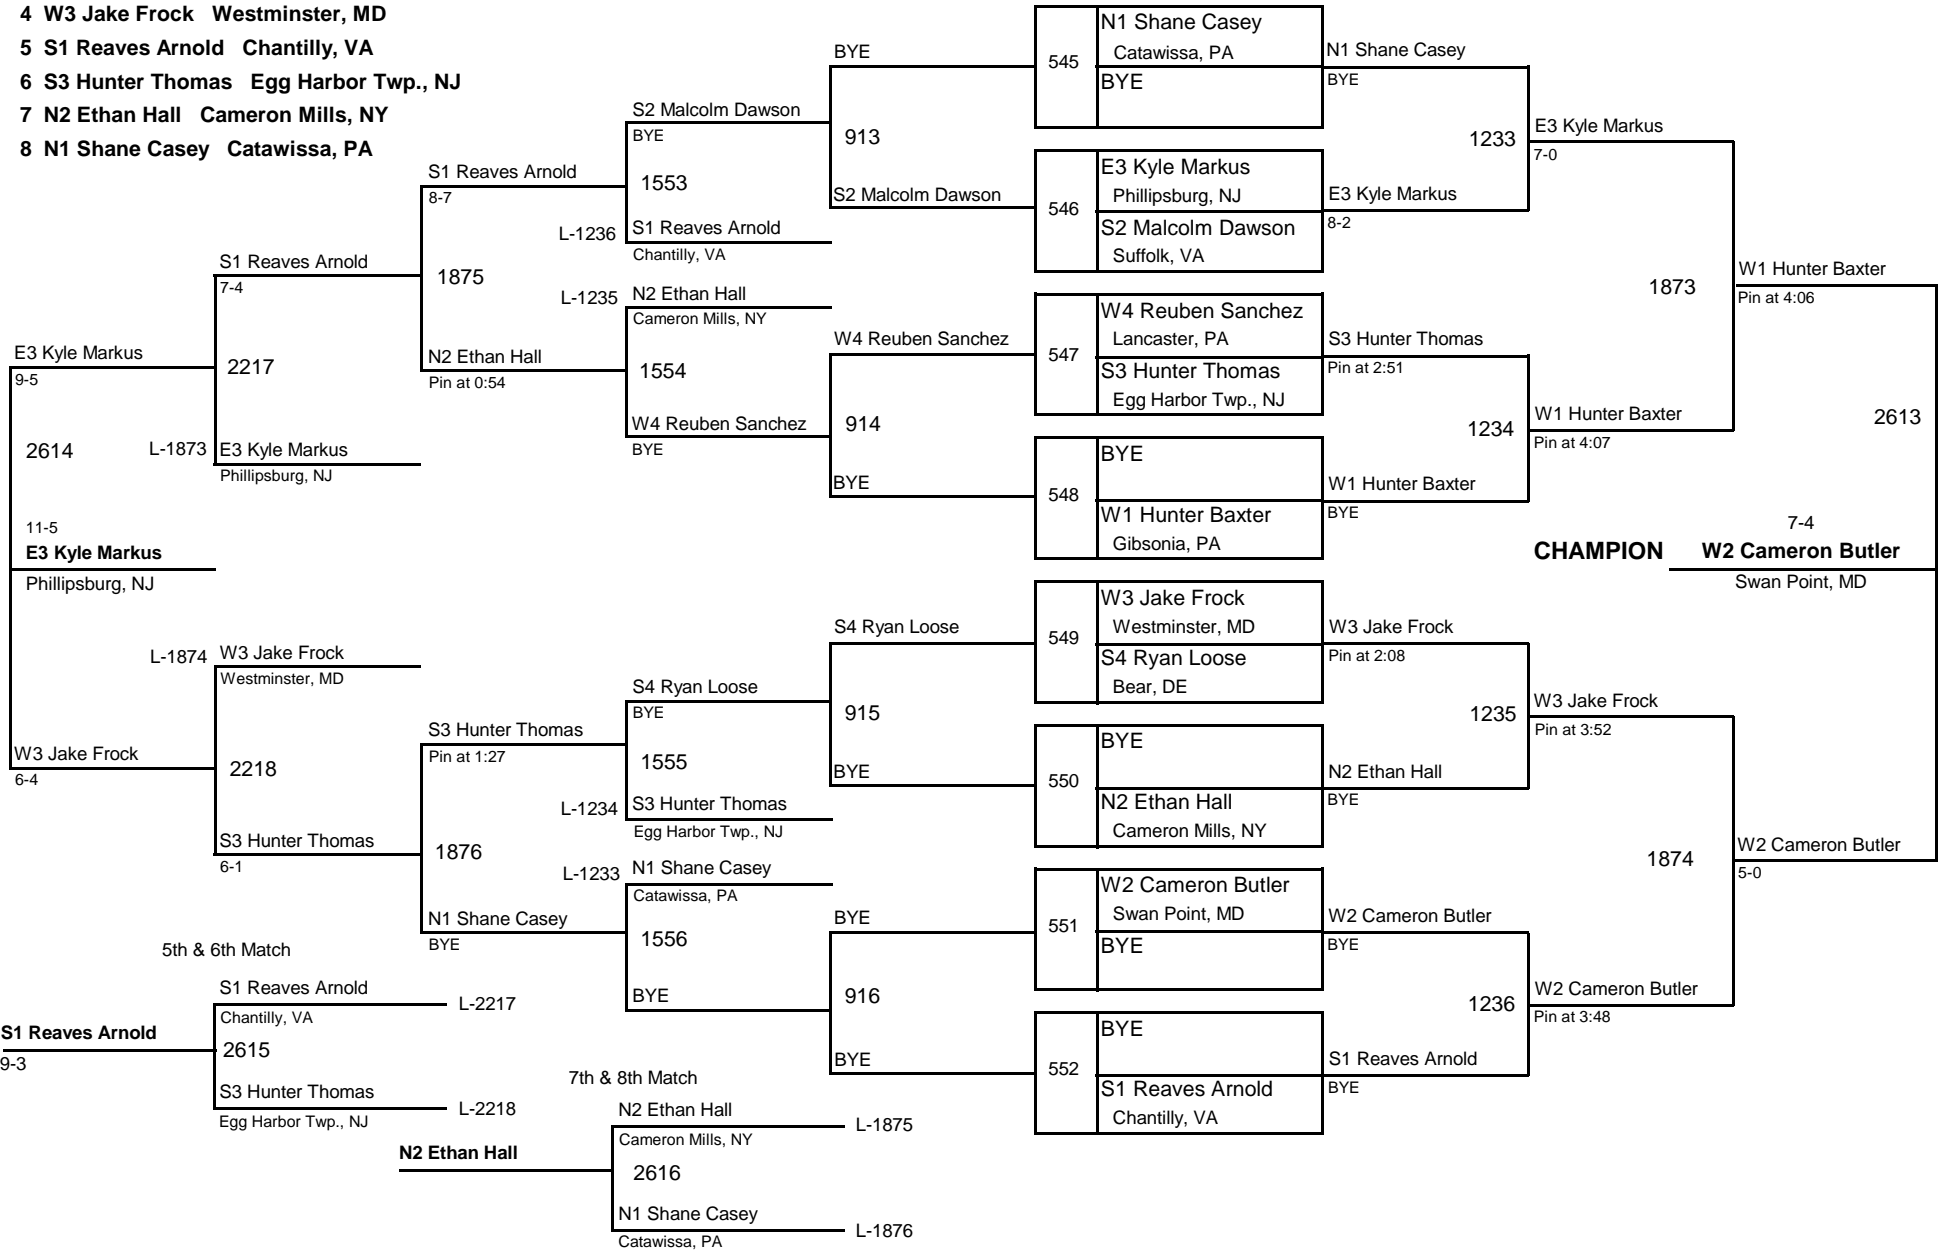 4 W3 Jake Frock Westminster, MD
5 S1 Reaves Arnold Chantilly, VA
6 S3 Hunter Thomas Egg Harbor Twp., NJ
7 N2 Ethan Hall Cameron Mills, NY
8 N1 Shane Casey Catawissa, PA
E3 Kyle Markus
9-5
2614
11-5
E3 Kyle Markus
Phillipsburg, NJ
W3 Jake Frock
6-4
S1 Reaves Arnold
7-4
2217
L-1873
E3 Kyle Markus
Phillipsburg, NJ
L-1874
W3 Jake Frock
Westminster, MD
2218
S3 Hunter Thomas
6-1
S1 Reaves Arnold
8-7
1875
N2 Ethan Hall
Pin at 0:54
S3 Hunter Thomas
Pin at 1:27
1876
N1 Shane Casey
BYE
S2 Malcolm Dawson
BYE
1553
L-1236
S1 Reaves Arnold
Chantilly, VA
L-1235
N2 Ethan Hall
Cameron Mills, NY
1554
W4 Reuben Sanchez
BYE
S4 Ryan Loose
BYE
1555
L-1234
S3 Hunter Thomas
Egg Harbor Twp., NJ
L-1233
N1 Shane Casey
Catawissa, PA
1556
BYE
BYE
913
S2 Malcolm Dawson
W4 Reuben Sanchez
914
BYE
S4 Ryan Loose
915
BYE
BYE
916
BYE
545
N1 Shane Casey
Catawissa, PA
BYE
546
E3 Kyle Markus
Phillipsburg, NJ
S2 Malcolm Dawson
Suffolk, VA
547
W4 Reuben Sanchez
Lancaster, PA
S3 Hunter Thomas
Egg Harbor Twp., NJ
548
BYE
W1 Hunter Baxter
Gibsonia, PA
549
W3 Jake Frock
Westminster, MD
S4 Ryan Loose
Bear, DE
550
BYE
N2 Ethan Hall
Cameron Mills, NY
551
W2 Cameron Butler
Swan Point, MD
BYE
552
BYE
S1 Reaves Arnold
Chantilly, VA
N1 Shane Casey
BYE
1233
E3 Kyle Markus
8-2
S3 Hunter Thomas
Pin at 2:51
1234
W1 Hunter Baxter
BYE
W3 Jake Frock
Pin at 2:08
1235
N2 Ethan Hall
BYE
W2 Cameron Butler
BYE
1236
S1 Reaves Arnold
BYE
E3 Kyle Markus
7-0
1873
W1 Hunter Baxter
Pin at 4:07
W3 Jake Frock
Pin at 3:52
1874
W2 Cameron Butler
Pin at 3:48
W1 Hunter Baxter
Pin at 4:06
2613
7-4
CHAMPION W2 Cameron Butler
Swan Point, MD
W2 Cameron Butler
5-0
5th & 6th Match
S1 Reaves Arnold
L-2217
Chantilly, VA
S1 Reaves Arnold
2615
9-3
S3 Hunter Thomas
L-2218
Egg Harbor Twp., NJ
7th & 8th Match
N2 Ethan Hall
L-1875
Cameron Mills, NY
N2 Ethan Hall
2616
N1 Shane Casey
L-1876
Catawissa, PA